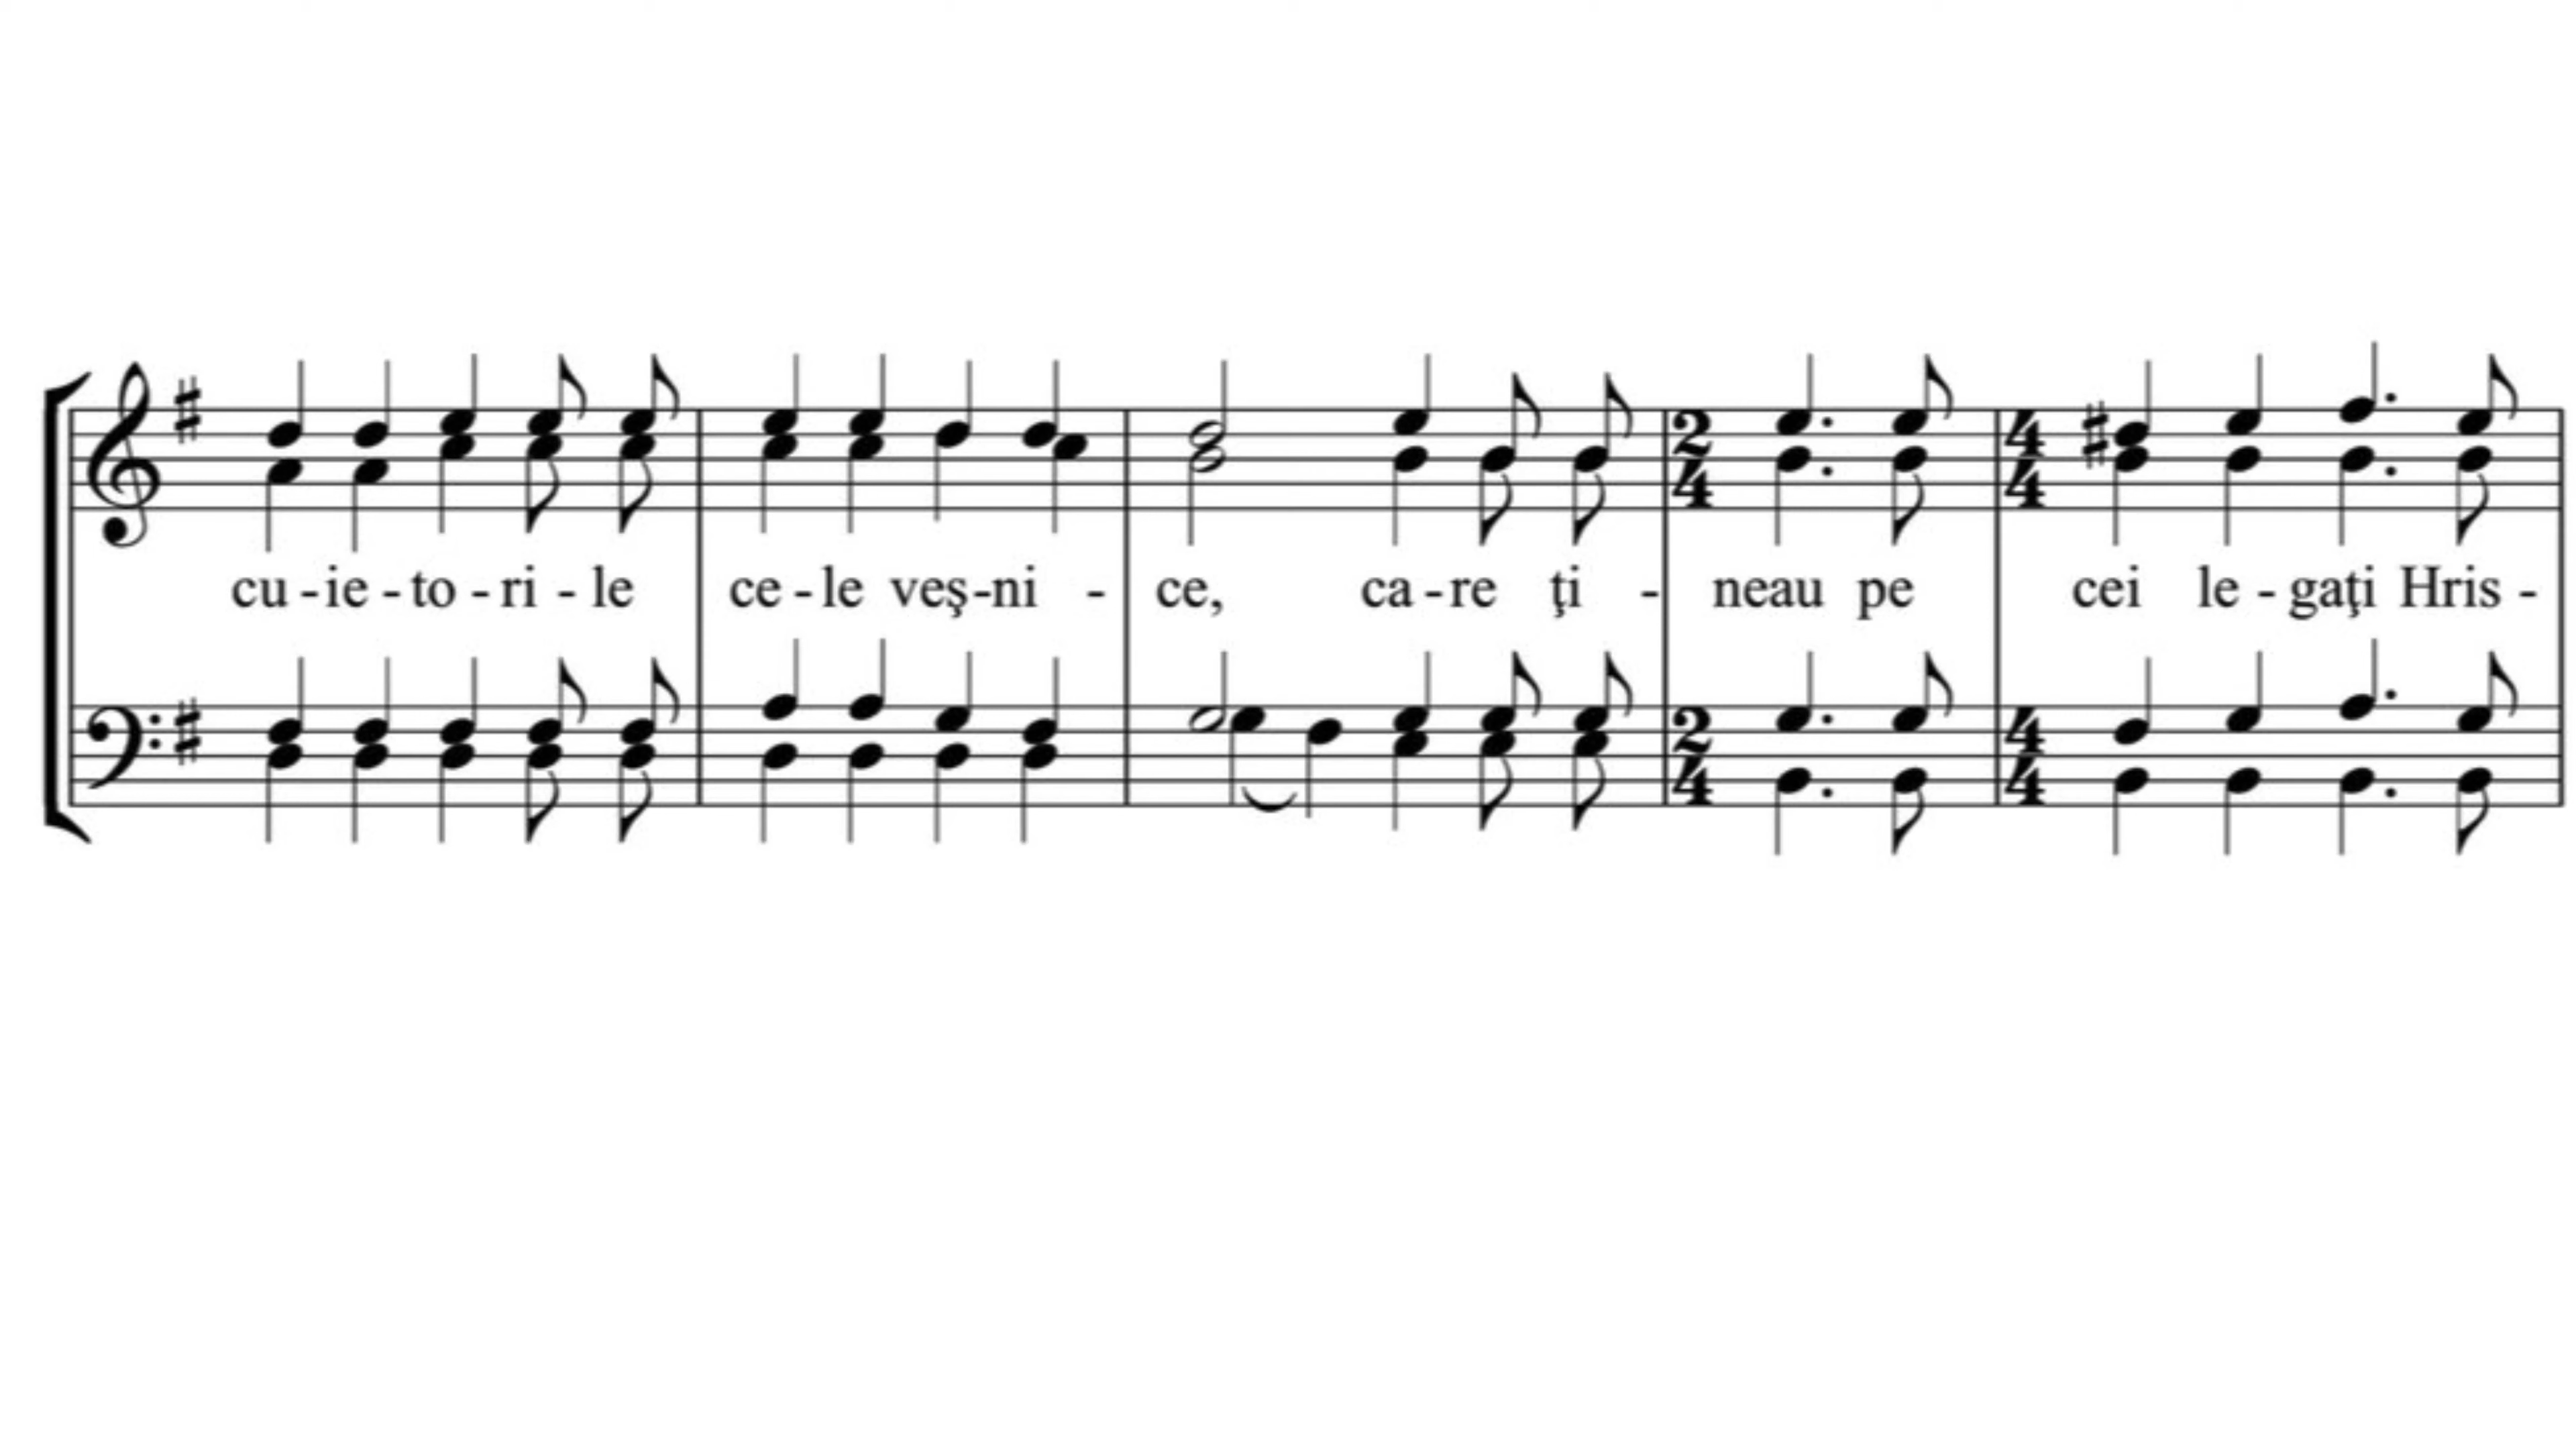 cu - ie - to - ri - le ce - le veş - ni - ce, ca - re ţi - neau pe cei le - gaţi Hris -